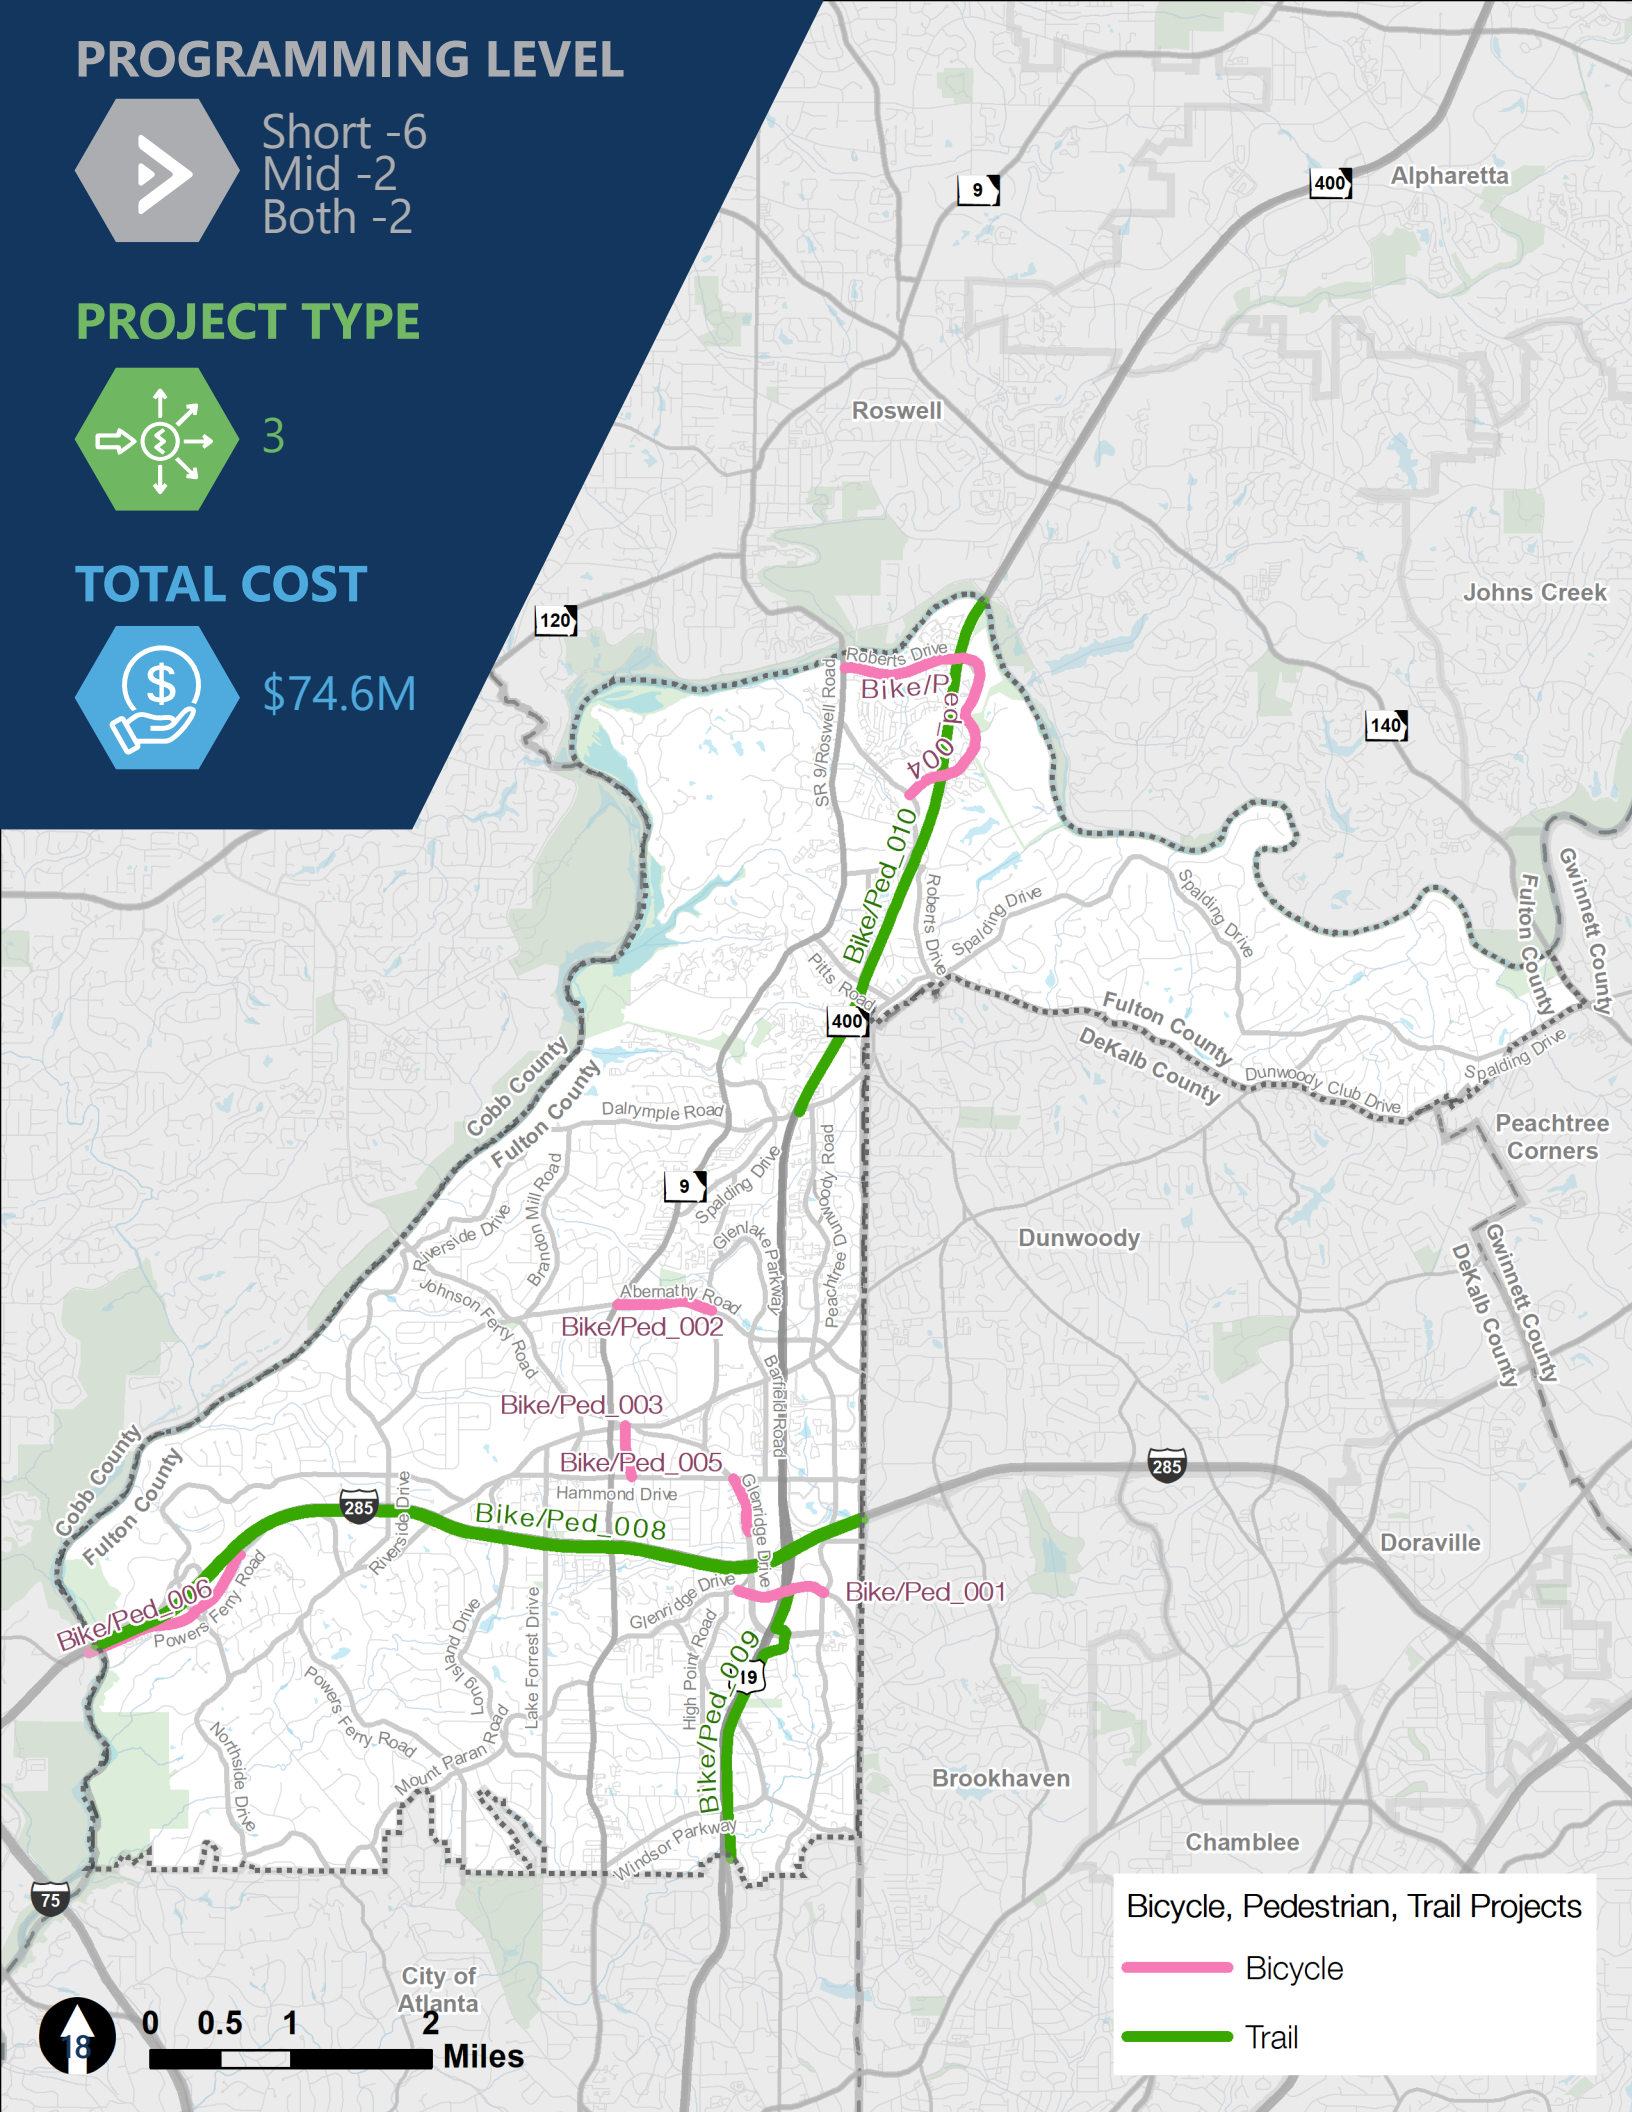 PROGRAMMING LEVEL
Short -6
Mid -2
Both -2
PROJECT TYPE
3
TOTAL COST
$
$74.6M
9
400
Alpharetta
Roswell
Johns Creek
120
140
Roberts Drive
Bike/Ped_004
SR 9/Roswell Road
Bike/Ped_010
Roberts Drive
Spalding Drive
Spalding Drive
Pitts Road
400
Fulton County
Gwinnett County
Fulton County
DeKalb County
Dunwoody Club Drive
Spalding Drive
Peachtree
Corners
Cobb County
Fulton County
Dalrymple Road
9
Spalding Drive
Peachtree Dunwoody Road
Brandon Mill Road
Riverside Drive
Glenlake Parkway
Dunwoody
Gwinnett County
DeKalb County
Johnson Ferry Road
Abernathy Road
Bike/Ped_002
Barfield Road
Bike/Ped_003
Bike/Ped_005
Hammond Drive
Glenridge Drive
Cobb County
Fulton County
285
285
Riverside Drive
Bike/Ped_008
Doraville
Bike/Ped_006
Powers Ferry Road
Glenridge Drive
Bike/Ped_001
Long Island Drive
Lake Forrest Drive
High Point Road
Bike/Ped_009
19
Powers Ferry Road
Northside Drive
Mount Paran Road
Windsor Parkway
Brookhaven
Chamblee
75
City of
Atlanta
Bicycle, Pedestrian, Trail Projects
Bicycle
Trail
18
0 0.5 1 2
Miles